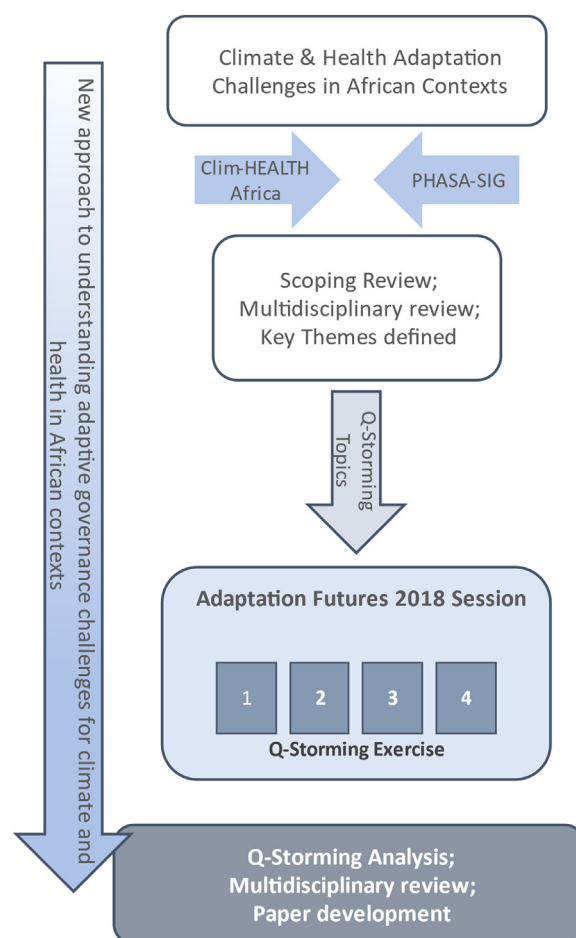 Climate & Health Adaptation
Challenges in African Contexts
Clim-HEALTH
Africa
PHASA-SIG
Scoping Review;
Multidisciplinary review;
Key Themes defined
Q-Storming
Topics
Adaptation Futures 2018 Session
1
2
3
4
Q-Storming Exercise
Q-Storming Analysis;
Multidisciplinary review;
Paper development
New approach to understanding adaptive governance challenges for climate and
health in African contexts